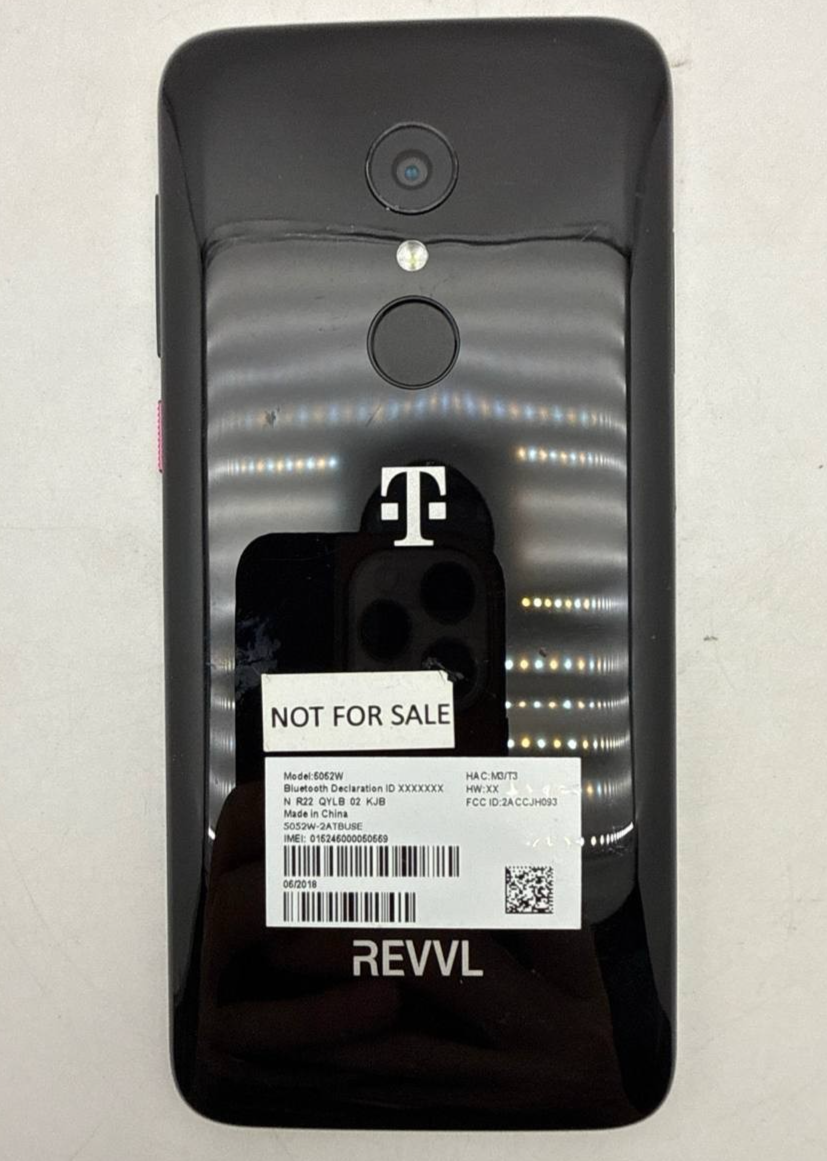 T
NOT FOR SALE
Model:5052W
HAC:M3/T3
Bluetooth Declaration ID XXXXXXX
HW:XX
N R22 QYLB 02 KJB
FCC ID:2ACCJH093
Made in China
5052W-2ATBUSE
IMEI: 015246000050569
06/2018
REVVL